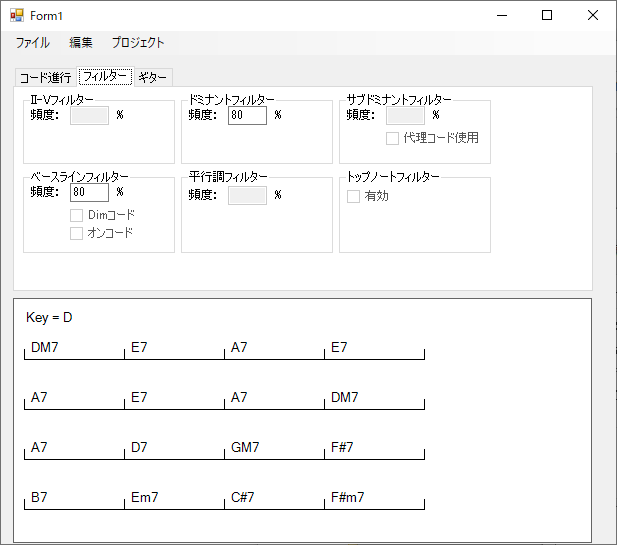 Form1
ファイル 編集 プロジェクト
コード進行 フィルター ギター
II-Vフィルター ドミナントフィルター サブドミナントフィルター
頻度: % 頻度: 80 % 頻度: %
代理コード使用
ベースラインフィルター 平行調フィルター トップノートフィルター
頻度: 80 % 頻度: % 有効
Dimコード
オンコード
Key = D
DM7 E7 A7 E7
A7 E7 A7 DM7
A7 D7 GM7 F#7
B7 Em7 C#7 F#m7